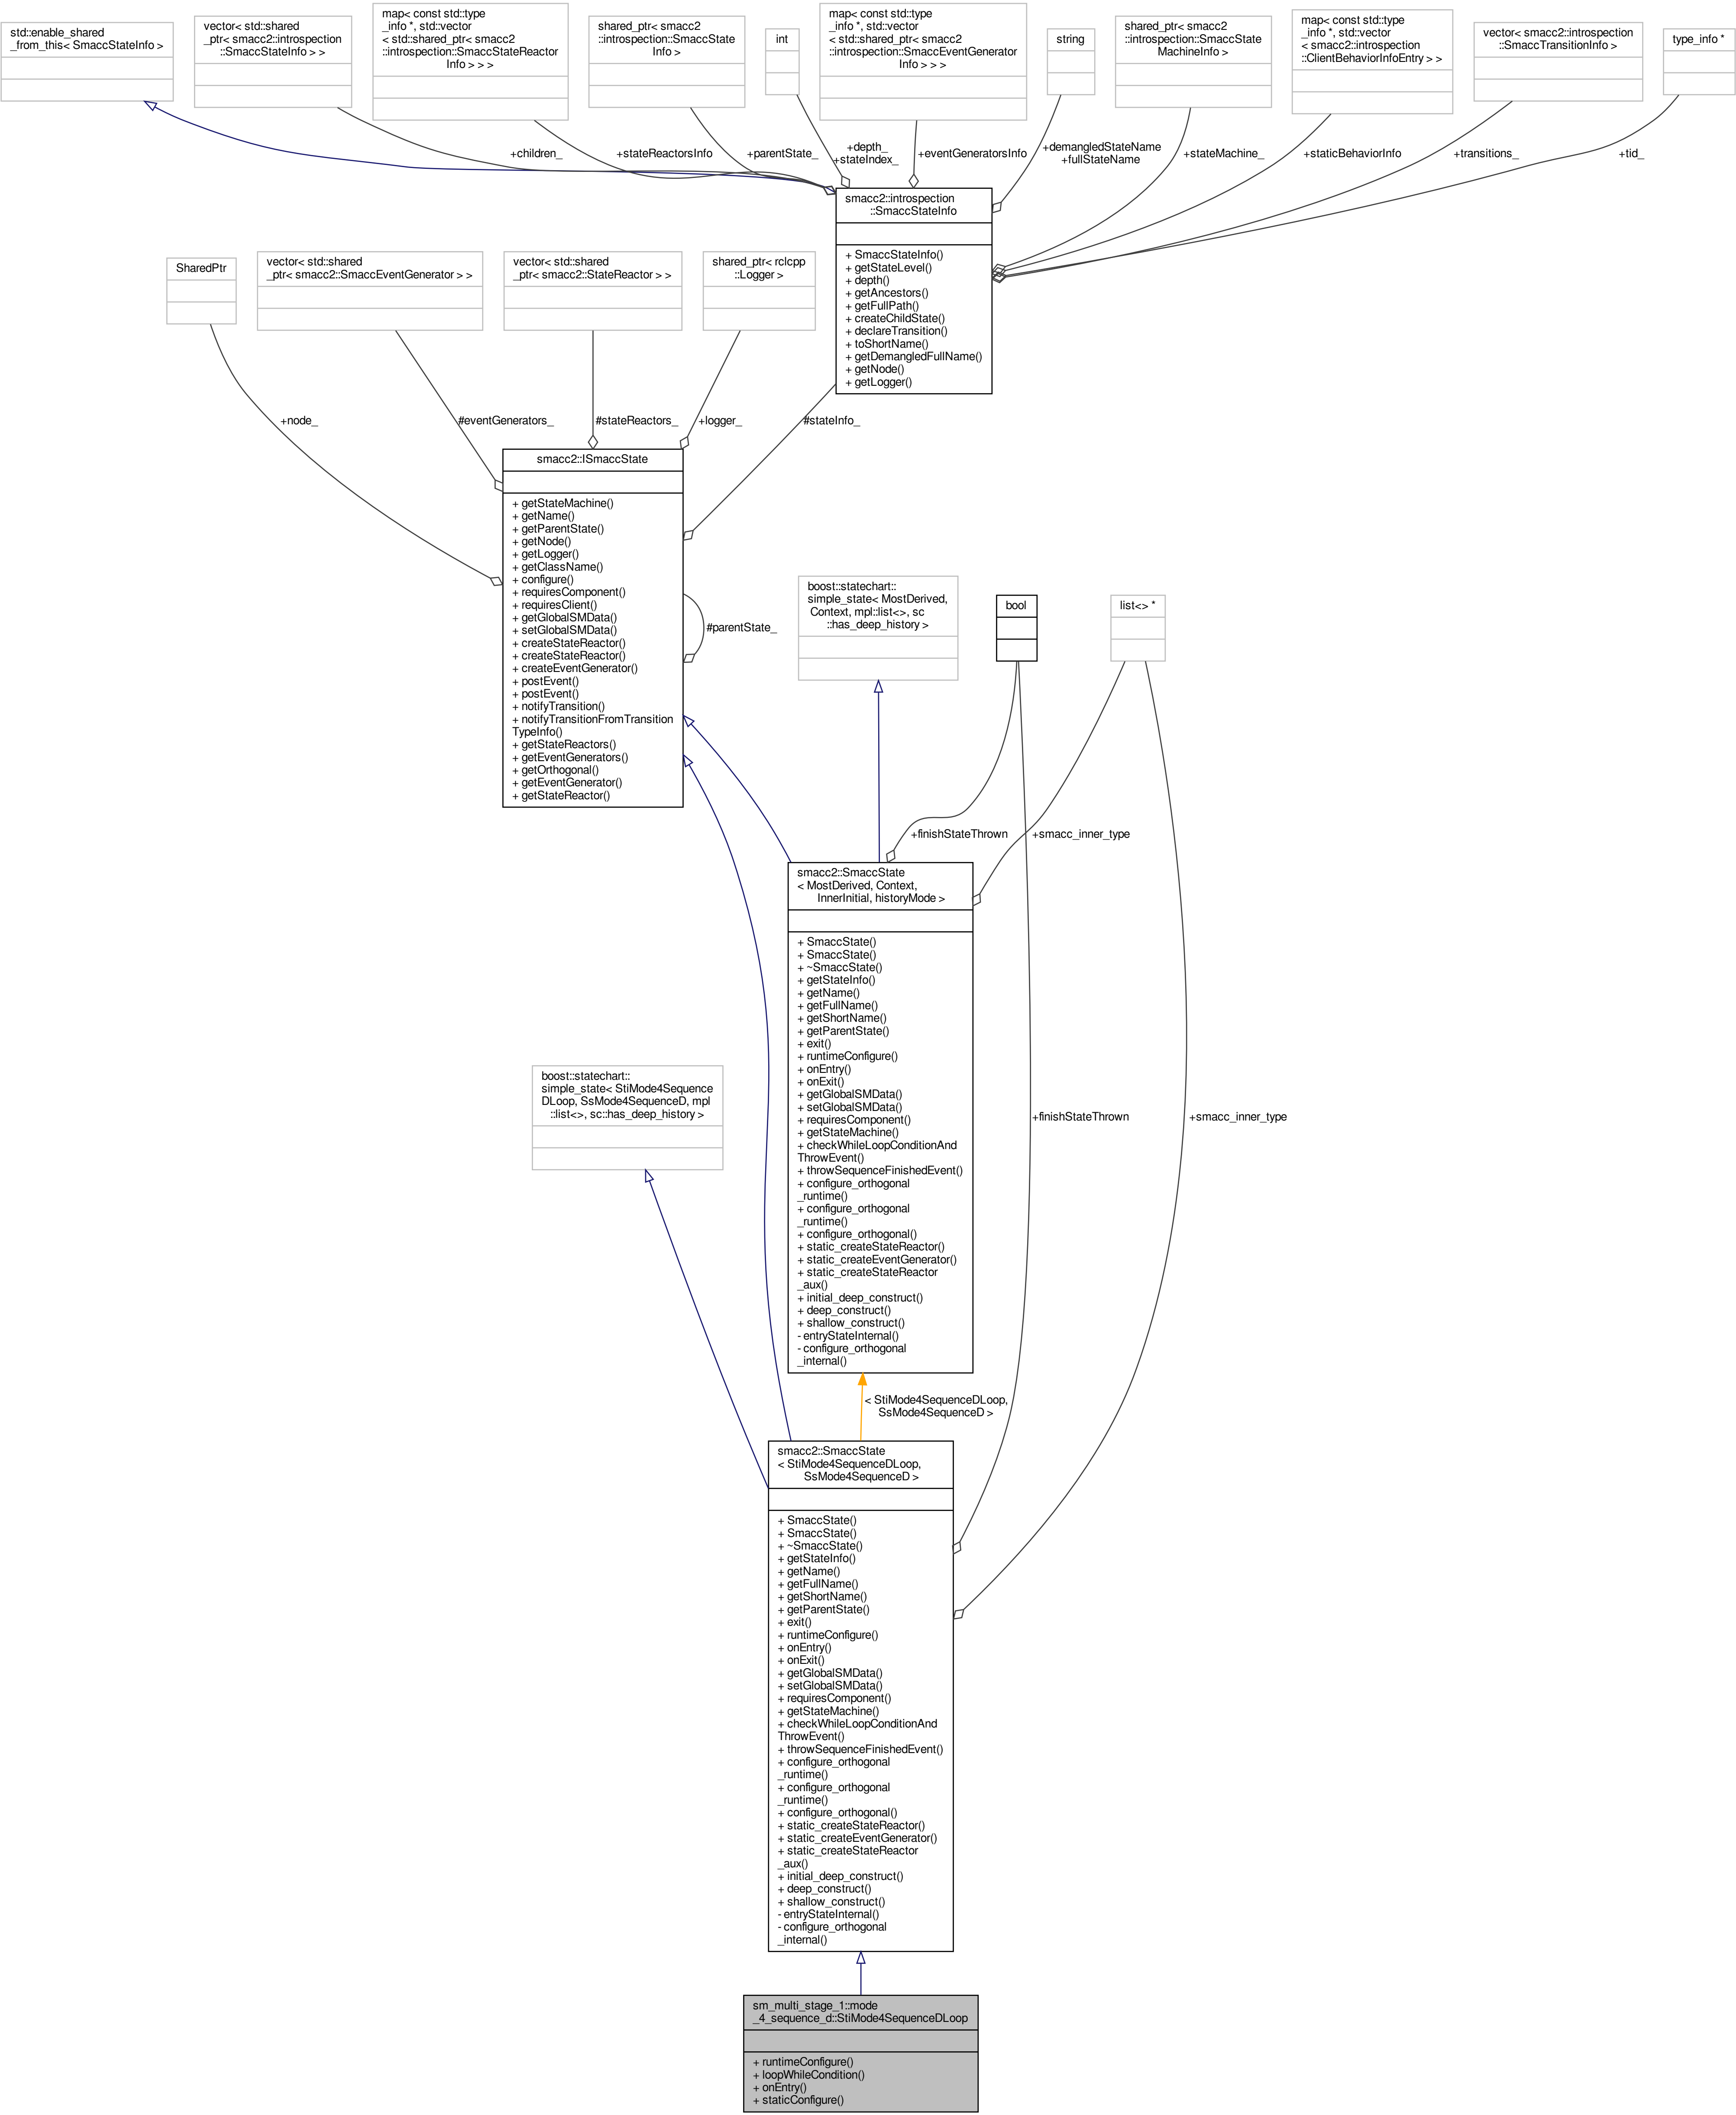 std::enable_shared
_from_this< SmaccStateInfo >
vector< std::shared
_ptr< smacc2::introspection
::SmaccStateInfo > >
map< const std::type
_info *, std::vector
< std::shared_ptr< smacc2
::introspection::SmaccStateReactor
Info > > >
shared_ptr< smacc2
::introspection::SmaccState
Info >
int
map< const std::type
_info *, std::vector
< std::shared_ptr< smacc2
::introspection::SmaccEventGenerator
Info > > >
string
shared_ptr< smacc2
::introspection::SmaccState
MachineInfo >
map< const std::type
_info *, std::vector
< smacc2::introspection
::ClientBehaviorInfoEntry > >
vector< smacc2::introspection
::SmaccTransitionInfo >
type_info *
+children_
+stateReactorsInfo
+parentState_
+depth_
+stateIndex_
+eventGeneratorsInfo
+demangledStateName
+fullStateName
+stateMachine_
+staticBehaviorInfo
+transitions_
+tid_
smacc2::introspection
::SmaccStateInfo
+ SmaccStateInfo()
+ getStateLevel()
+ depth()
+ getAncestors()
+ getFullPath()
+ createChildState()
+ declareTransition()
+ toShortName()
+ getDemangledFullName()
+ getNode()
+ getLogger()
SharedPtr
vector< std::shared
_ptr< smacc2::SmaccEventGenerator > >
vector< std::shared
_ptr< smacc2::StateReactor > >
shared_ptr< rclcpp
::Logger >
+node_
#eventGenerators_
#stateReactors_
+logger_
#stateInfo_
smacc2::ISmaccState
+ getStateMachine()
+ getName()
+ getParentState()
+ getNode()
+ getLogger()
+ getClassName()
+ configure()
+ requiresComponent()
+ requiresClient()
+ getGlobalSMData()
+ setGlobalSMData()
+ createStateReactor()
+ createStateReactor()
+ createEventGenerator()
+ postEvent()
+ postEvent()
+ notifyTransition()
+ notifyTransitionFromTransition
TypeInfo()
+ getStateReactors()
+ getEventGenerators()
+ getOrthogonal()
+ getEventGenerator()
+ getStateReactor()
#parentState_
boost::statechart::
simple_state< MostDerived,
Context, mpl::list<>, sc
::has_deep_history >
bool
list<> *
+finishStateThrown
+smacc_inner_type
smacc2::SmaccState
< MostDerived, Context,
InnerInitial, historyMode >
+ SmaccState()
+ SmaccState()
+ ~SmaccState()
+ getStateInfo()
+ getName()
+ getFullName()
+ getShortName()
+ getParentState()
+ exit()
+ runtimeConfigure()
+ onEntry()
+ onExit()
+ getGlobalSMData()
+ setGlobalSMData()
+ requiresComponent()
+ getStateMachine()
+ checkWhileLoopConditionAnd
ThrowEvent()
+ throwSequenceFinishedEvent()
+ configure_orthogonal
_runtime()
+ configure_orthogonal
_runtime()
+ configure_orthogonal()
+ static_createStateReactor()
+ static_createEventGenerator()
+ static_createStateReactor
_aux()
+ initial_deep_construct()
+ deep_construct()
+ shallow_construct()
- entryStateInternal()
- configure_orthogonal
_internal()
boost::statechart::
simple_state< StiMode4Sequence
DLoop, SsMode4SequenceD, mpl
::list<>, sc::has_deep_history >
+finishStateThrown
+smacc_inner_type
< StiMode4SequenceDLoop,
SsMode4SequenceD >
smacc2::SmaccState
< StiMode4SequenceDLoop,
SsMode4SequenceD >
+ SmaccState()
+ SmaccState()
+ ~SmaccState()
+ getStateInfo()
+ getName()
+ getFullName()
+ getShortName()
+ getParentState()
+ exit()
+ runtimeConfigure()
+ onEntry()
+ onExit()
+ getGlobalSMData()
+ setGlobalSMData()
+ requiresComponent()
+ getStateMachine()
+ checkWhileLoopConditionAnd
ThrowEvent()
+ throwSequenceFinishedEvent()
+ configure_orthogonal
_runtime()
+ configure_orthogonal
_runtime()
+ configure_orthogonal()
+ static_createStateReactor()
+ static_createEventGenerator()
+ static_createStateReactor
_aux()
+ initial_deep_construct()
+ deep_construct()
+ shallow_construct()
- entryStateInternal()
- configure_orthogonal
_internal()
sm_multi_stage_1::mode
_4_sequence_d::StiMode4SequenceDLoop
+ runtimeConfigure()
+ loopWhileCondition()
+ onEntry()
+ staticConfigure()